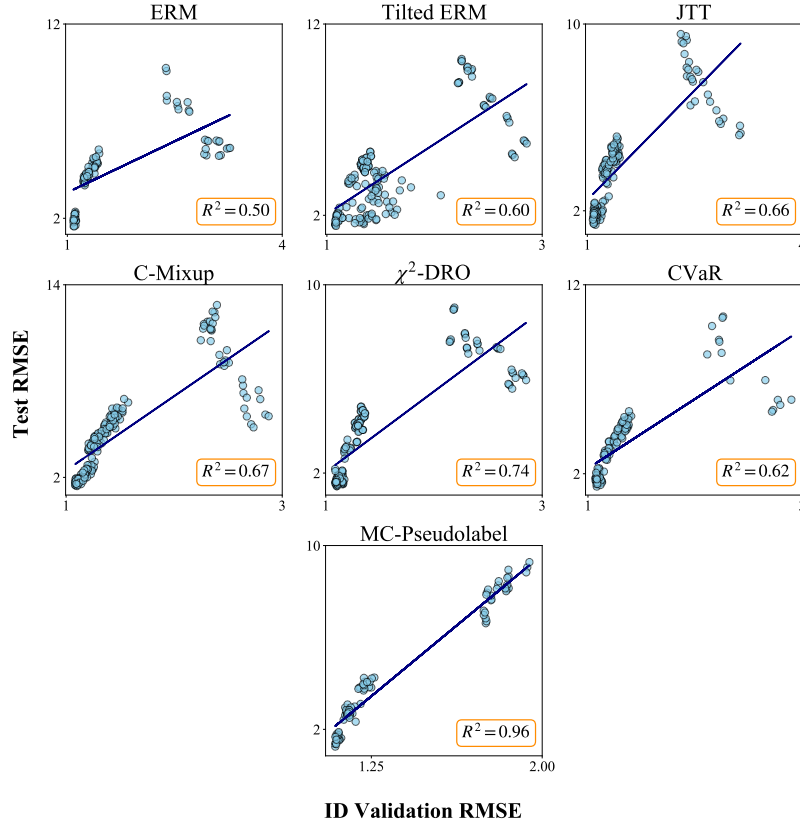 ERM
Tilted ERM
JTT
12
2
1
4
R² = 0.50
12
2
1
3
R² = 0.60
10
2
1
R² = 0.66
C-Mixup
χ²-DRO
CVaR
14
2
1
3
R² = 0.67
10
2
1
3
R² = 0.74
12
2
1
R² = 0.62
Test RMSE
MC-Pseudolabel
10
2
1.25
2.00
R² = 0.96
ID Validation RMSE